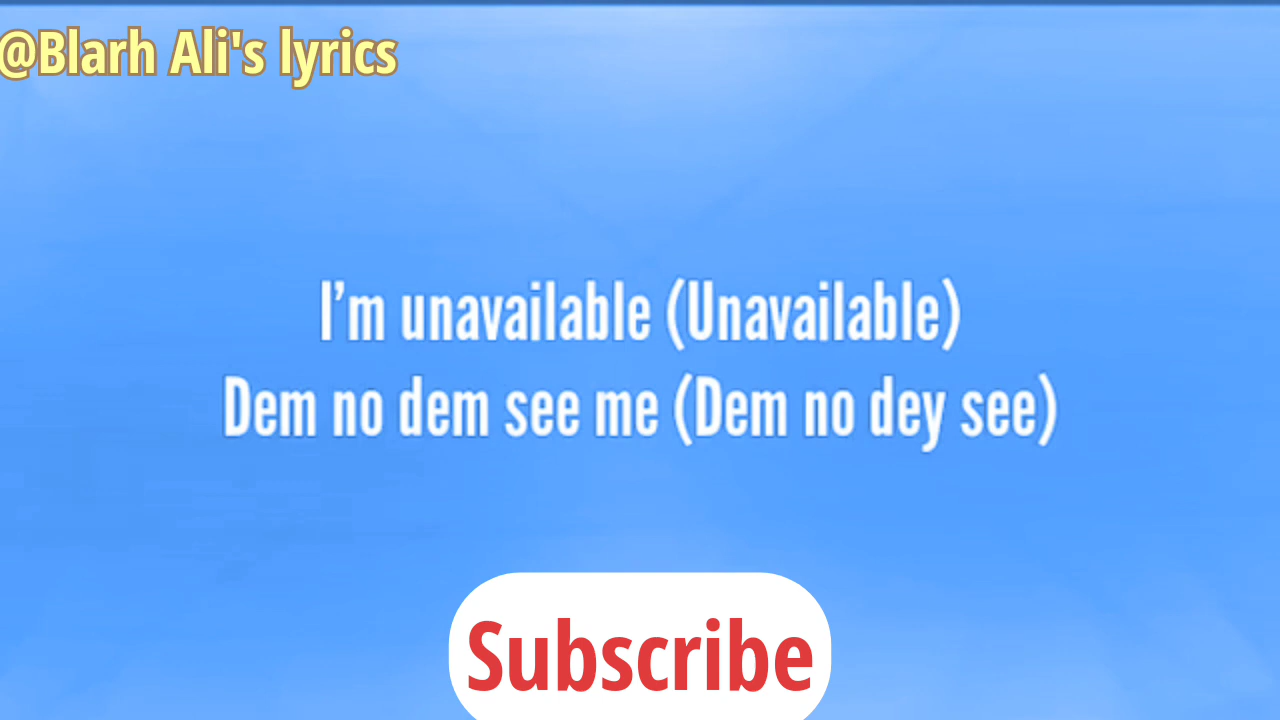 @Blarh Ali's lyrics
I’m unavailable (Unavailable)
Dem no dem see me (Dem no dey see)
Subscribe